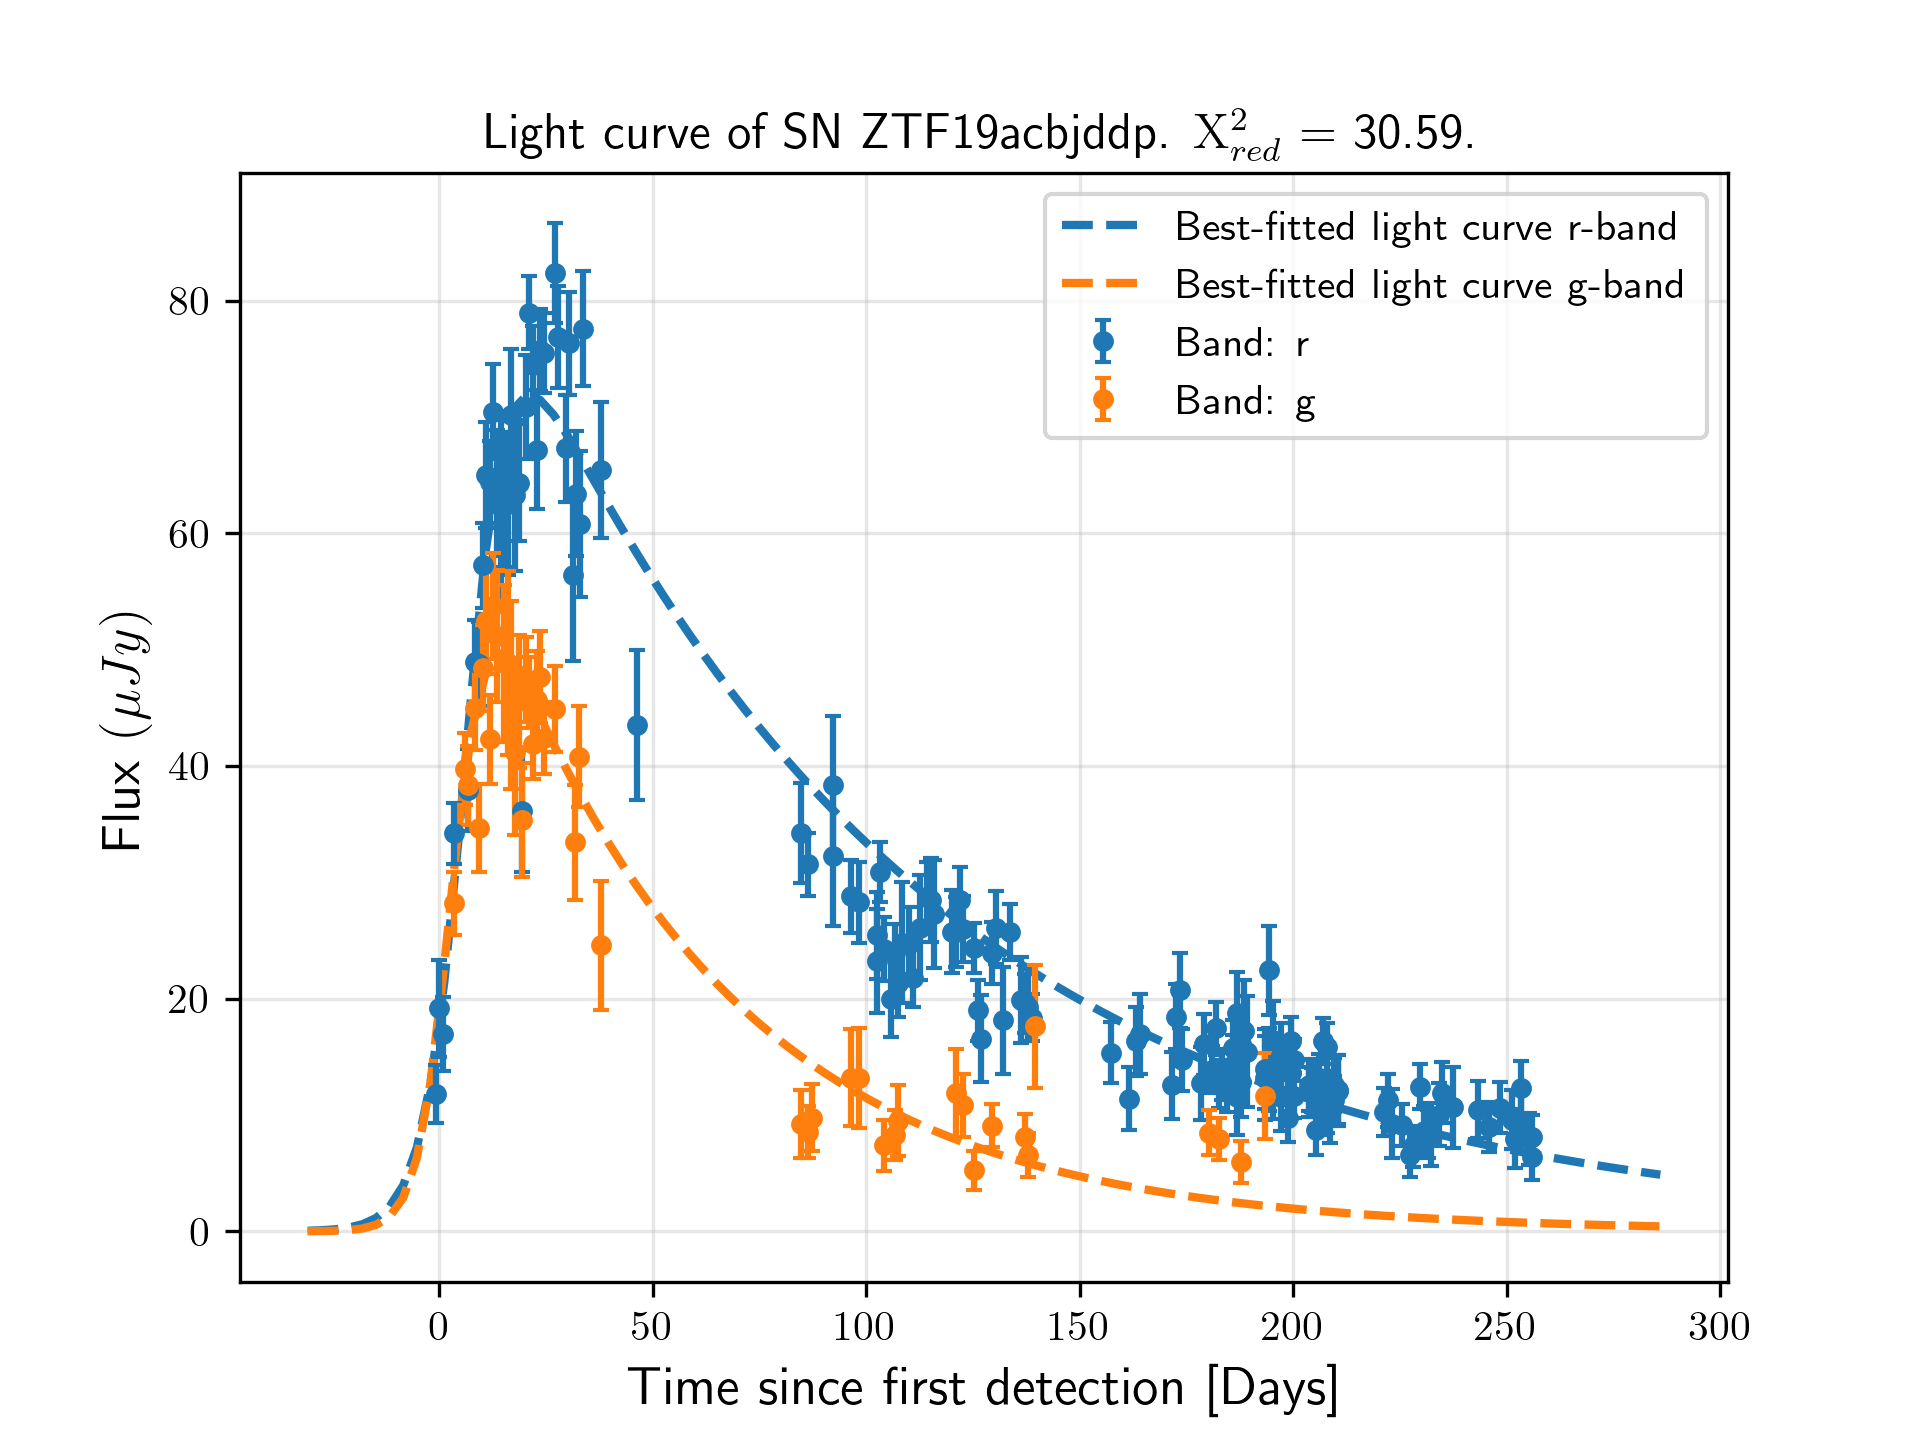 Light curve of SN ZTF19acbjddp. X²_red = 30.59.
Best-fitted light curve r-band
Best-fitted light curve g-band
Band: r
Band: g
Flux (μJy)
80
60
40
20
0
0 50 100 150 200 250 300
Time since first detection [Days]